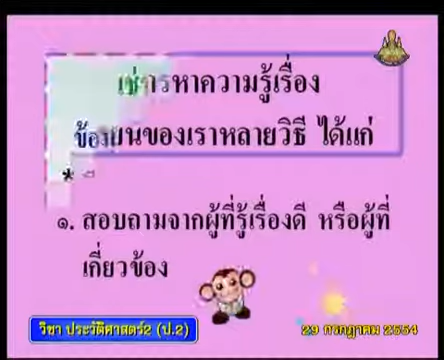 การหาความรู้เรื่อง
ของเราหลายวิธี ได้แก่
*
๑. สอบถามจากผู้ที่รู้เรื่องดี หรือผู้ที่
เกี่ยวข้อง
วิชา ประวัติศาสตร์2 (ป.2)
29 กรกฎาคม 2554